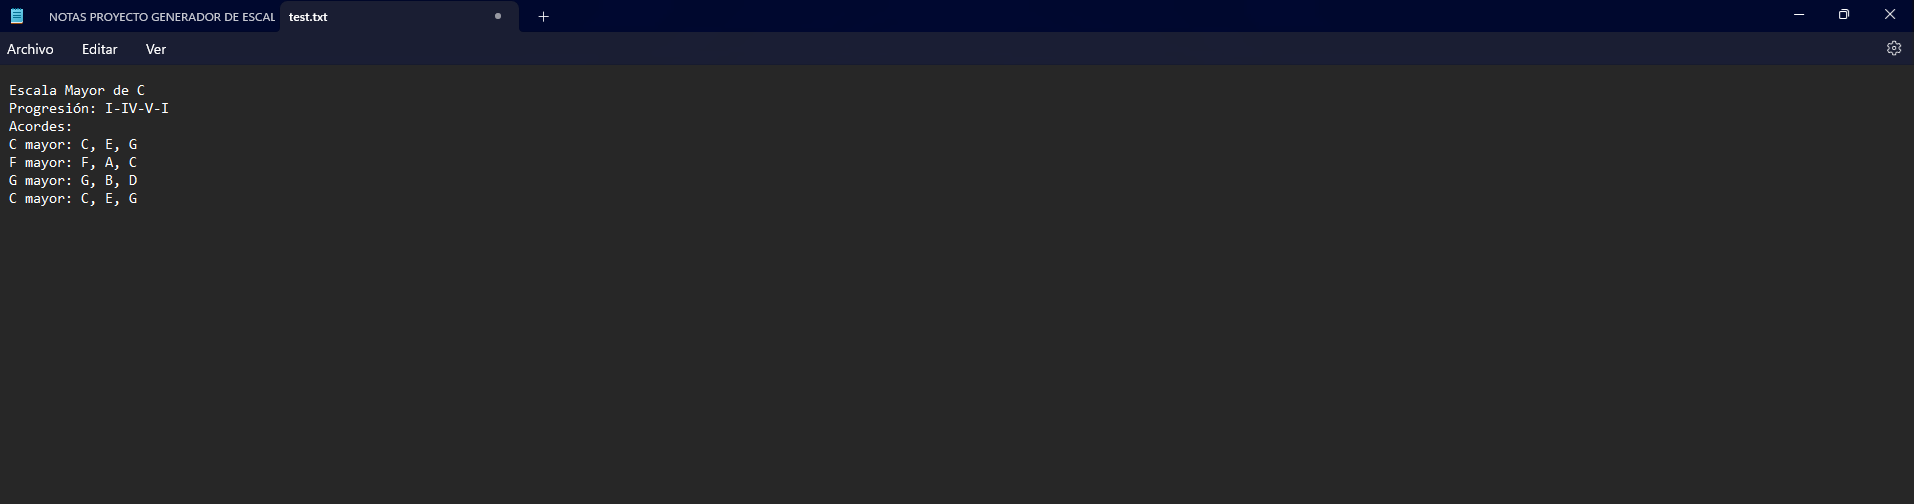 NOTAS PROYECTO GENERADOR DE ESCAL
test.txt
Archivo Editar Ver
Escala Mayor de C
Progresión: I-IV-V-I
Acordes:
C mayor: C, E, G
F mayor: F, A, C
G mayor: G, B, D
C mayor: C, E, G